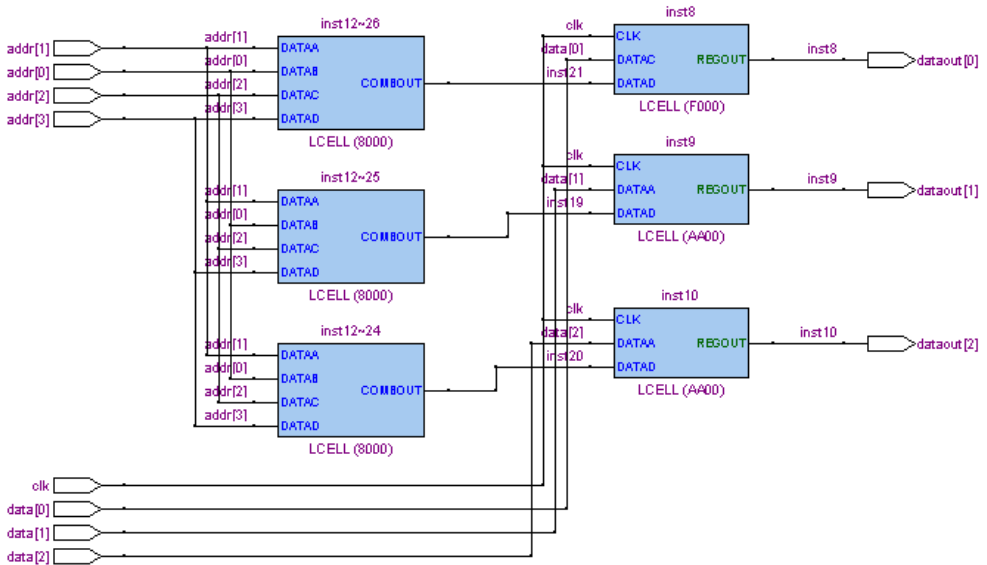 addr[1]
addr[0]
addr[2]
addr[3]
inst12~26
addr[1]
addr[0]
addr[2]
addr[3]
DATAA
DATAB
DATAC
DATAD
COMBOUT
LCELL (8000)
inst12~25
addr[1]
addr[0]
addr[2]
addr[3]
DATAA
DATAB
DATAC
DATAD
COMBOUT
LCELL (8000)
inst12~24
addr[1]
addr[0]
addr[2]
addr[3]
DATAA
DATAB
DATAC
DATAD
COMBOUT
LCELL (8000)
inst8
clk
data[0]
inst21
CLK
DATAC
DATAD
REGOUT
LCELL (F000)
inst8
dataout[0]
inst9
clk
data[1]
inst19
CLK
DATAA
DATAD
REGOUT
LCELL (AA00)
inst9
dataout[1]
inst10
clk
data[2]
inst20
CLK
DATAA
DATAD
REGOUT
LCELL (AA00)
inst10
dataout[2]
clk
data[0]
data[1]
data[2]